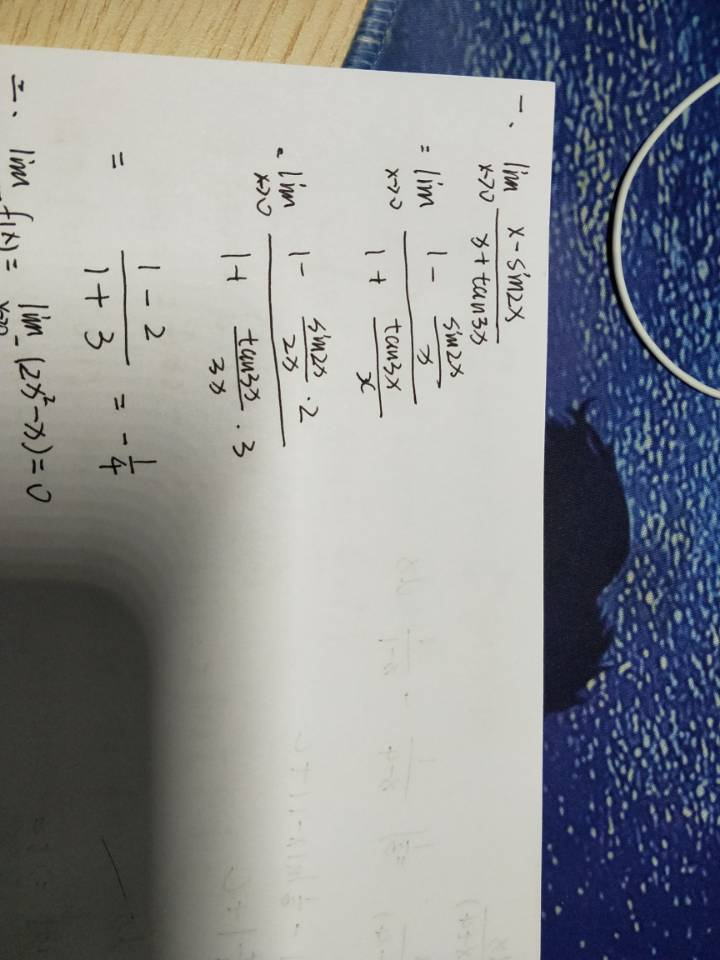 一. lim x→0 (x - sin2x)/(x + tan3x)
= lim x→0 (1 - sin2x/x)/(1 + tan3x/x)
= lim x→0 (1 - sin2x/2x · 2)/(1 + tan3x/3x · 3)
= (1 - 2)/(1 + 3) = -1/4
二. lim f(x) = lim x→0⁻ (2x² - x) = 0